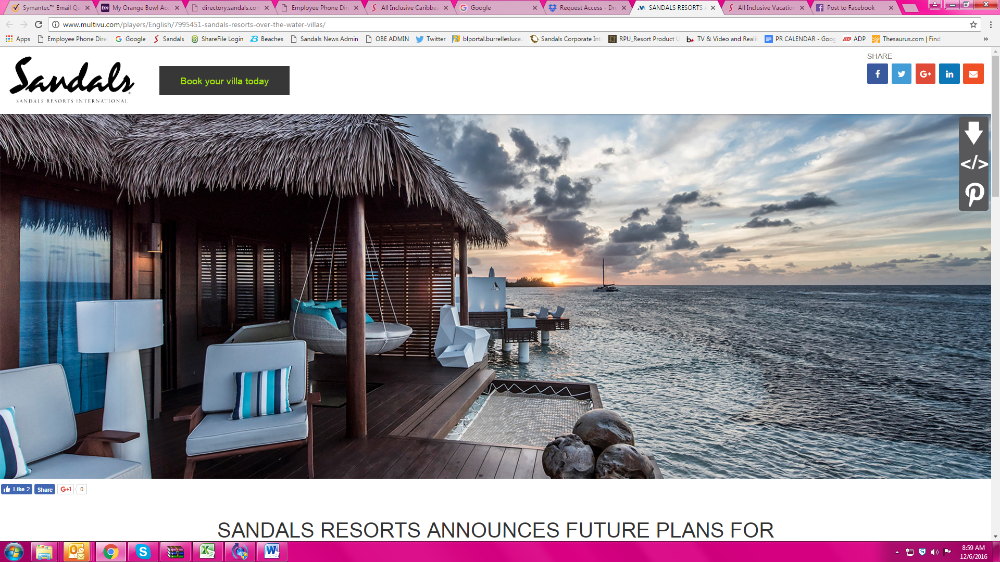 Symantec™ Email Qu
My Orange Bowl Acc
directory.sandals.com
Employee Phone Dire
All Inclusive Caribbea
Google
Request Access - Dro
SANDALS RESORTS A
All Inclusive Vacation
Post to Facebook
www.multivu.com/players/English/7995451-sandals-resorts-over-the-water-villas/
Apps
Employee Phone Dire
Google
Sandals
ShareFile Login
Beaches
Sandals News Admin
OBE ADMIN
Twitter
blportal.burrellesluce.
Sandals Corporate Int
RPU_Resort Product U
TV & Video and Realit
PR CALENDAR - Goog
ADP
Thesaurus.com | Find
»
Sandals
SANDALS RESORTS INTERNATIONAL
Book your villa today
SHARE
f
G+
in
</>
Like 2
Share
G+1
0
SANDALS RESORTS ANNOUNCES FUTURE PLANS FOR
8:59 AM
12/6/2016